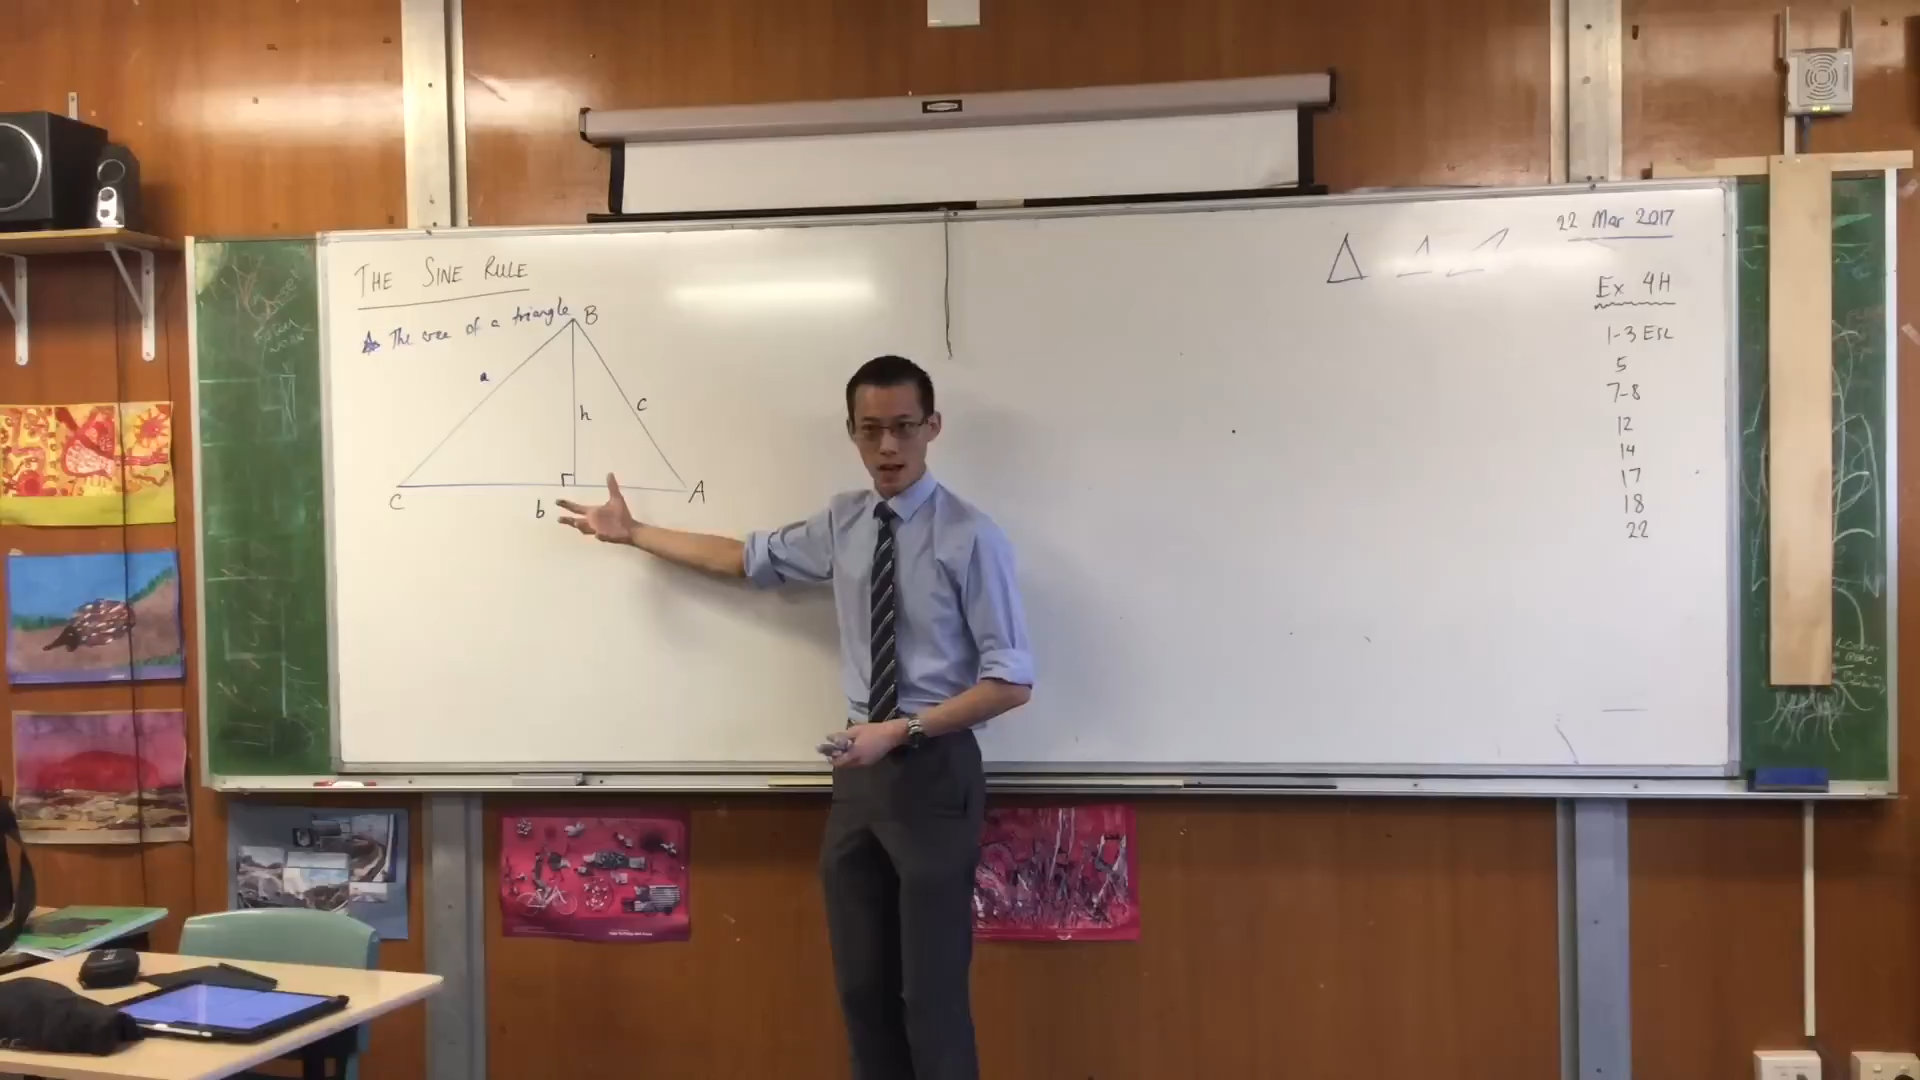 THE SINE RULE
The area of a triangle
B
a
c
h
C
b
A
22 Mar 2017
Ex 4H
1-3 Esc
5
7-8
12
14
17
18
22